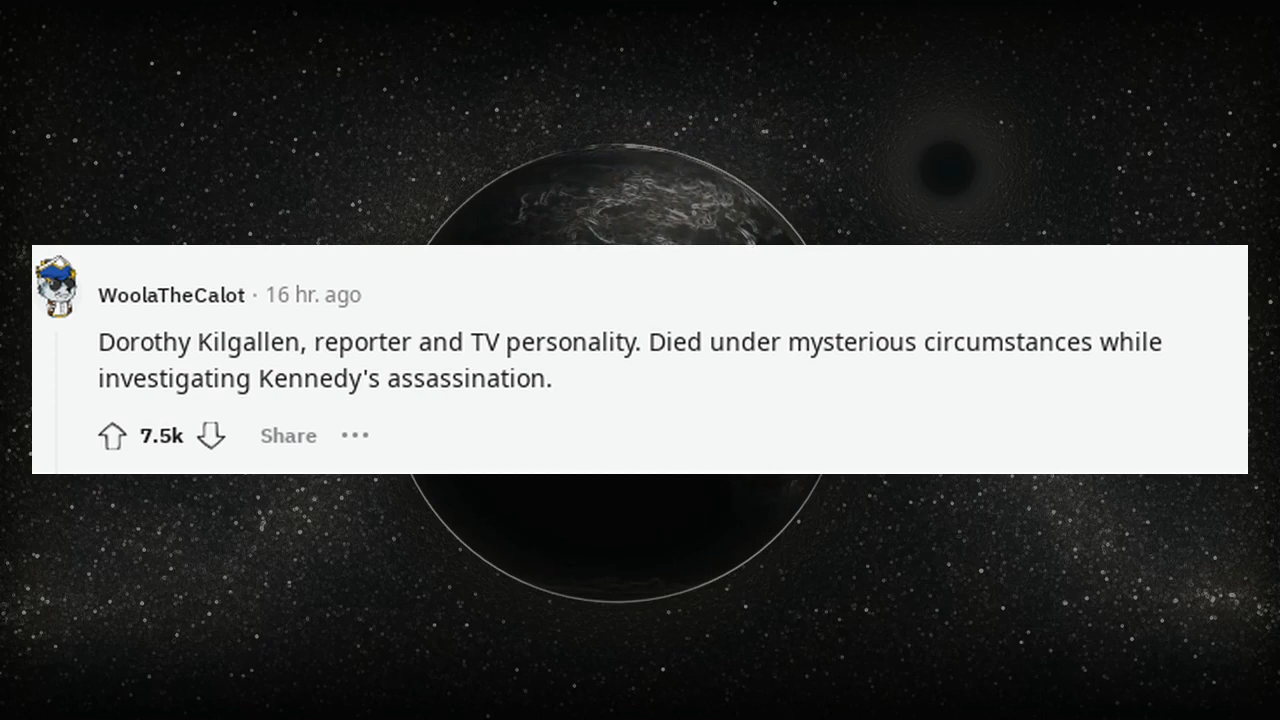 WoolaTheCalot · 16 hr. ago
Dorothy Kilgallen, reporter and TV personality. Died under mysterious circumstances while
investigating Kennedy's assassination.
7.5k Share •••